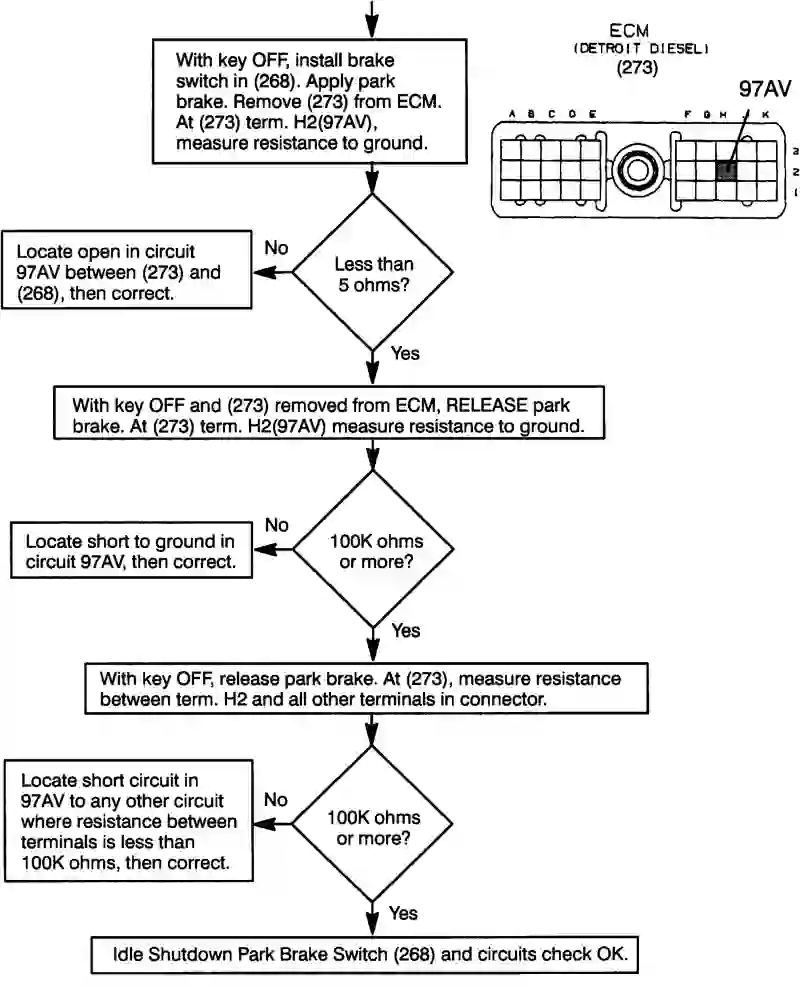 With key OFF, install brake
switch in (268). Apply park
brake. Remove (273) from ECM.
At (273) term. H2(97AV),
measure resistance to ground.
ECM
(DETROIT DIESEL)
(273)
97AV
A B C D E
F G H J K
3
2
1
Less than
5 ohms?
No
Locate open in circuit
97AV between (273) and
(268), then correct.
Yes
With key OFF and (273) removed from ECM, RELEASE park
brake. At (273) term. H2(97AV) measure resistance to ground.
100K ohms
or more?
No
Locate short to ground in
circuit 97AV, then correct.
Yes
With key OFF, release park brake. At (273), measure resistance
between term. H2 and all other terminals in connector.
100K ohms
or more?
No
Locate short circuit in
97AV to any other circuit
where resistance between
terminals is less than
100K ohms, then correct.
Yes
Idle Shutdown Park Brake Switch (268) and circuits check OK.